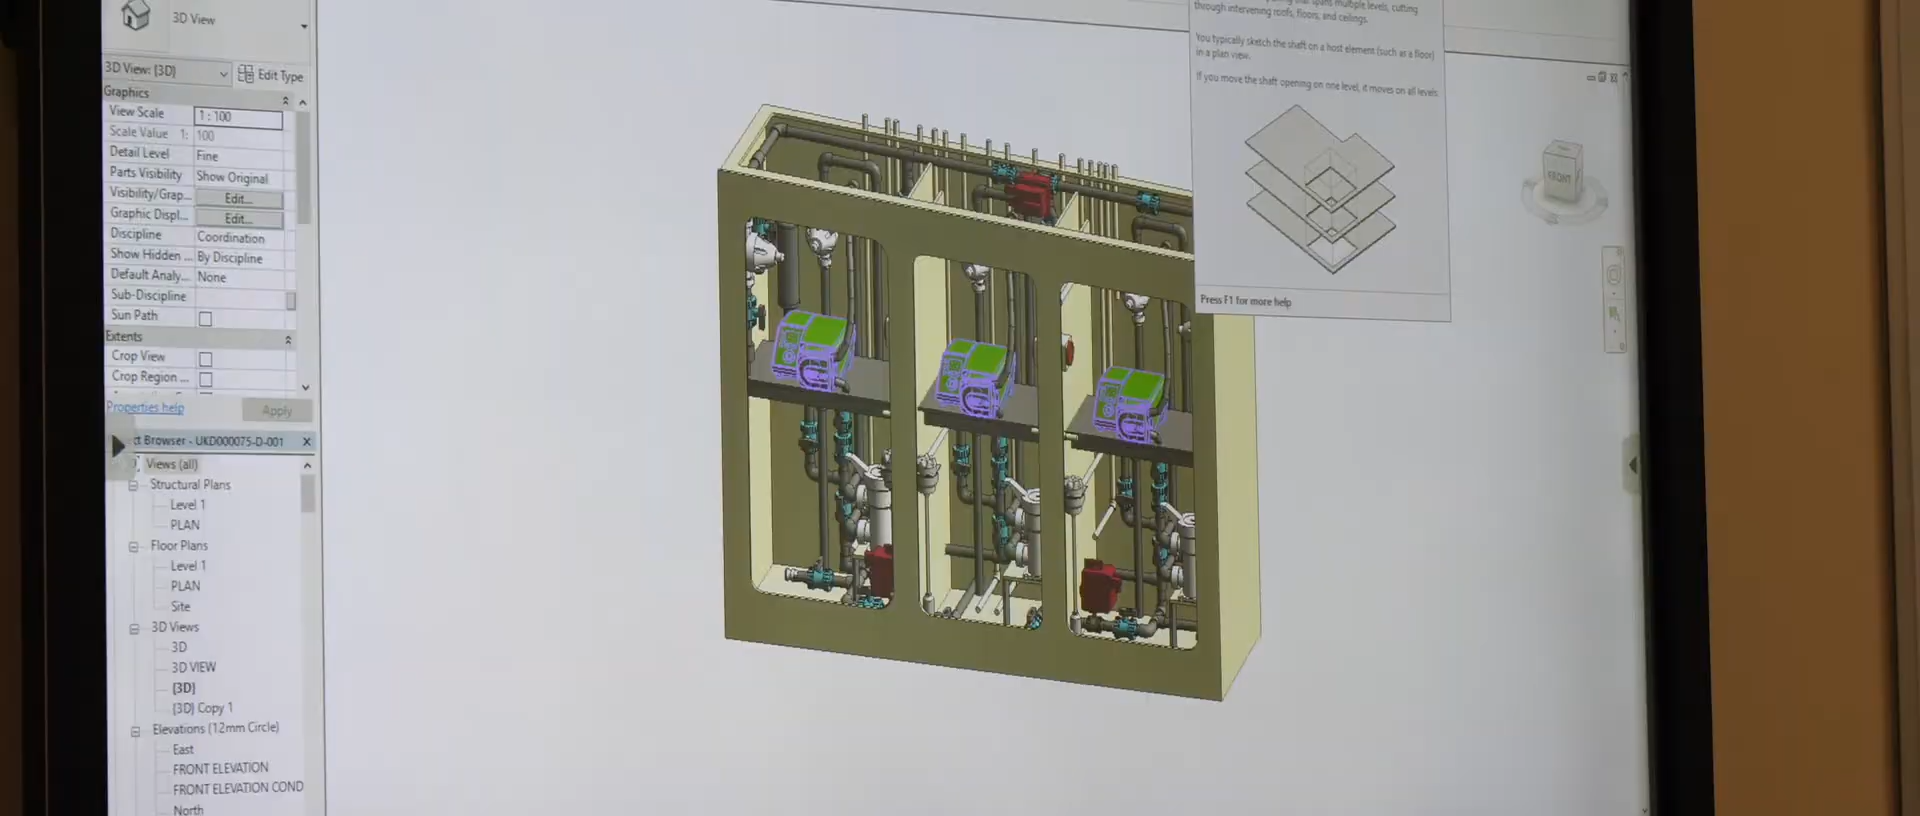 3D View
3D View: {3D}
Edit Type
Graphics
View Scale
1 : 100
Scale Value 1:
100
Detail Level
Fine
Parts Visibility
Show Original
Visibility/Grap...
Edit...
Graphic Displ...
Edit...
Discipline
Coordination
Show Hidden ...
By Discipline
Default Analy...
None
Sub-Discipline
Sun Path
Extents
Crop View
Crop Region ...
Properties help
Apply
ct Browser - UKD000075-D-001
Views (all)
Structural Plans
Level 1
PLAN
Floor Plans
Level 1
PLAN
Site
3D Views
3D
3D VIEW
{3D}
{3D} Copy 1
Elevations (12mm Circle)
East
FRONT ELEVATION
FRONT ELEVATION COND
North
that spans multiple levels, cutting
through intervening roofs, floors, and ceilings.
You typically sketch the shaft on a host element (such as a floor)
in a plan view.
If you move the shaft opening on one level, it moves on all levels.
Press F1 for more help
FRONT